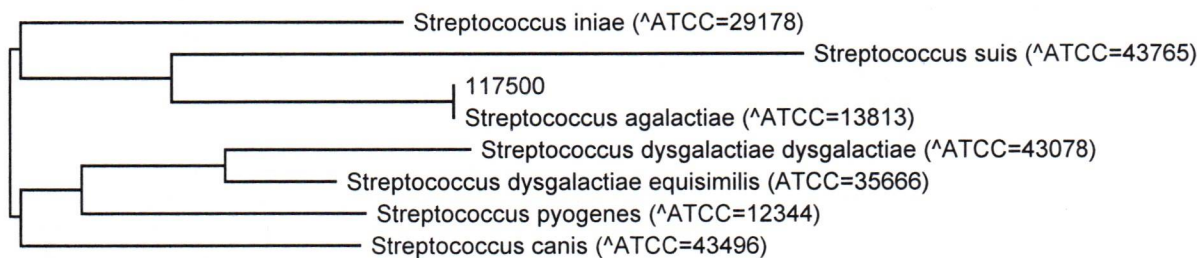 Streptococcus iniae (^ATCC=29178)
Streptococcus suis (^ATCC=43765)
117500
Streptococcus agalactiae (^ATCC=13813)
Streptococcus dysgalactiae dysgalactiae (^ATCC=43078)
Streptococcus dysgalactiae equisimilis (ATCC=35666)
Streptococcus pyogenes (^ATCC=12344)
Streptococcus canis (^ATCC=43496)